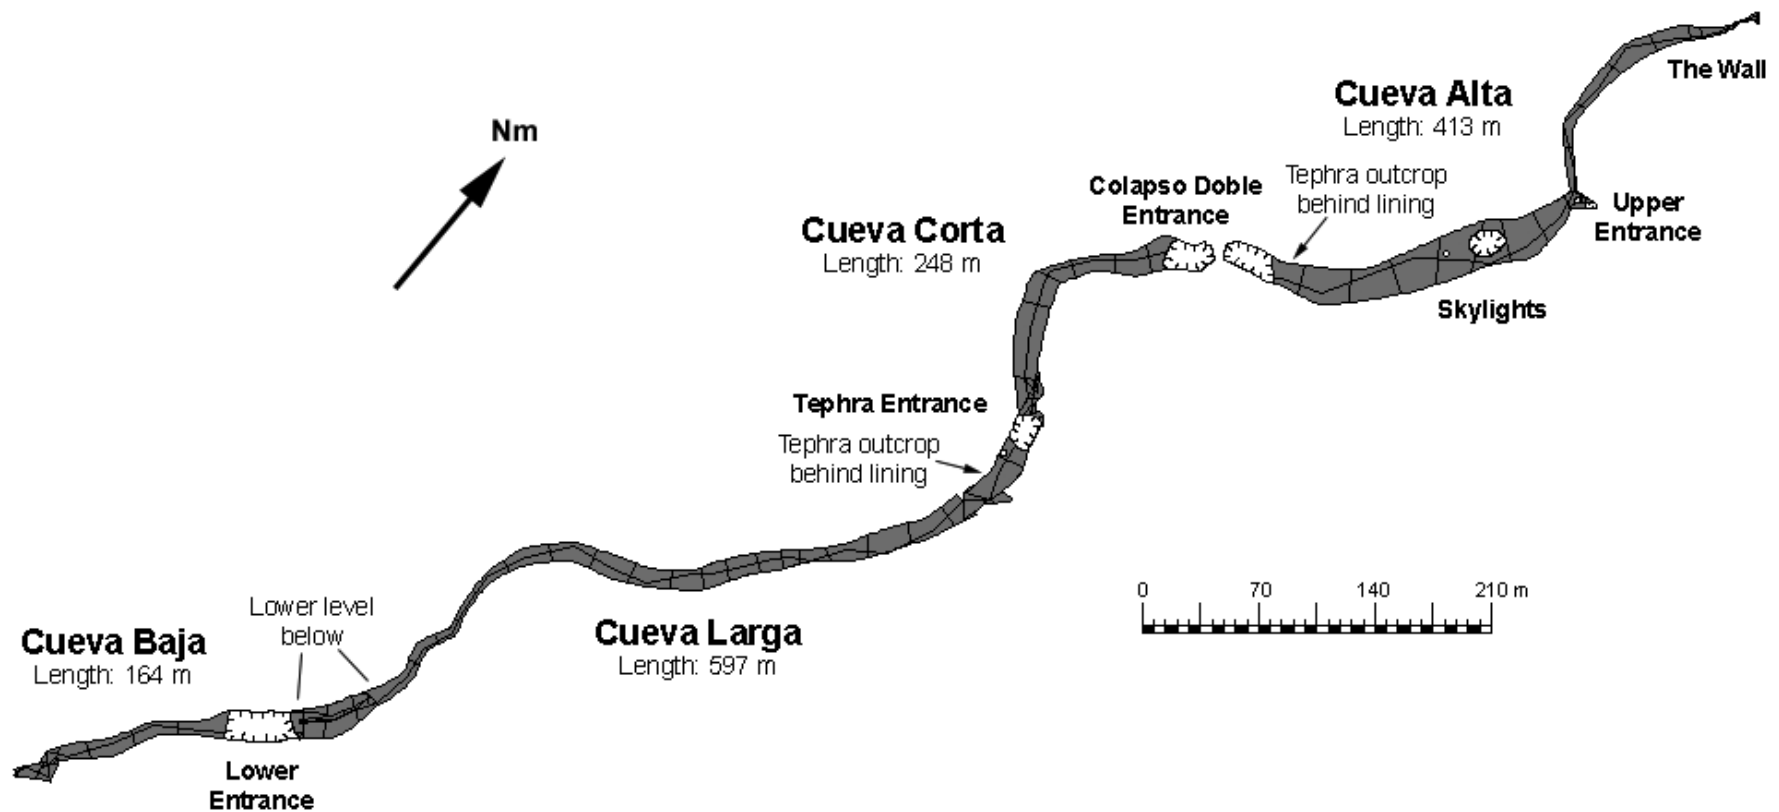 The Wall
Cueva Alta
Length: 413 m
Nm
Tephra outcrop
behind lining
Colapso Doble
Entrance
Upper
Entrance
Cueva Corta
Length: 248 m
Skylights
Tephra Entrance
Tephra outcrop
behind lining
0 70 140 210 m
Lower level
below
Cueva Baja
Length: 164 m
Cueva Larga
Length: 597 m
Lower
Entrance